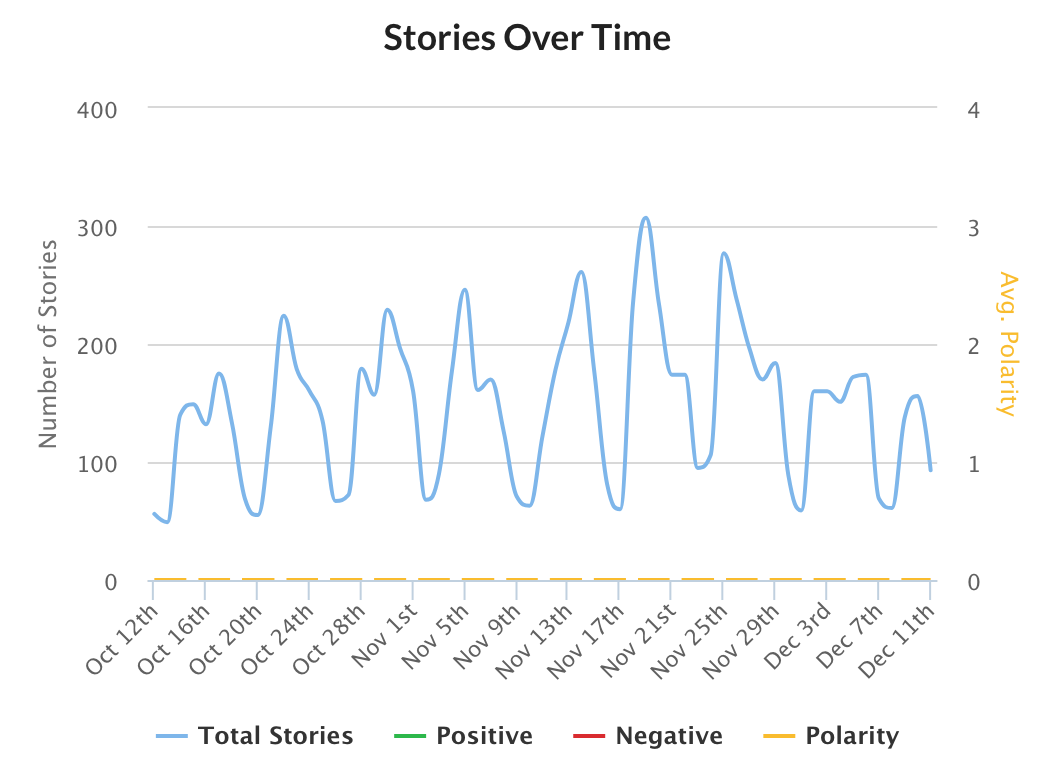 Stories Over Time
400
300
200
100
0
Number of Stories
4
3
2
1
0
Avg. Polarity
Oct 12th
Oct 16th
Oct 20th
Oct 24th
Oct 28th
Nov 1st
Nov 5th
Nov 9th
Nov 13th
Nov 17th
Nov 21st
Nov 25th
Nov 29th
Dec 3rd
Dec 7th
Dec 11th
Total Stories
Positive
Negative
Polarity